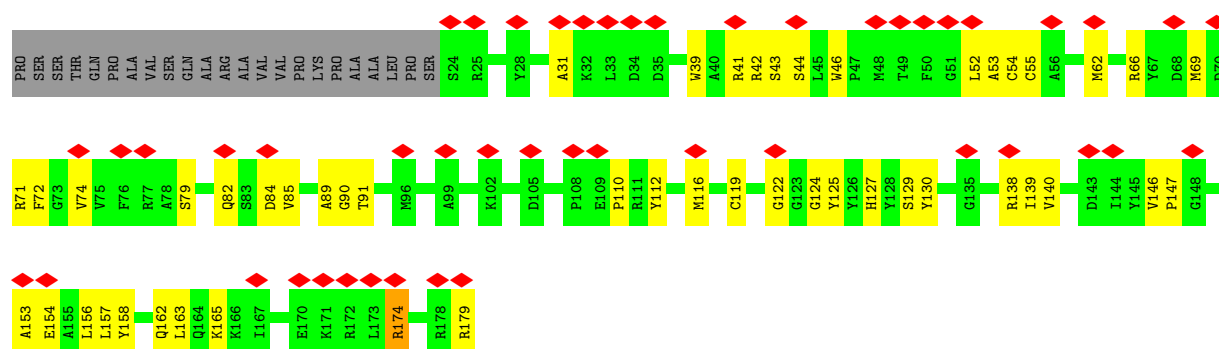 PRO SER SER THR GLN PRO ALA VAL SER GLN ALA ARG ALA VAL VAL PRO LYS PRO ALA ALA LEU PRO SER S24 R25 Y28 A31 K32 L33 D34 D35 W39 A40 R41 R42 S43 S44 L45 W46 P47 M48 T49 F50 G51 L52 A53 C54 C55 A56 M62 R66 Y67 D68 M69
R71 F72 G73 V74 V75 F76 R77 A78 S79 Q82 S83 D84 V85 A89 G90 T91 M96 A99 K102 D105 P108 E109 P110 R111 Y112 M116 C119 G122 G123 G124 Y125 Y126 H127 Y128 S129 Y130 G135 R138 I139 V140 D143 I144 Y145 V146 P147 G148
A153 E154 A155 L156 L157 Y158 Q162 L163 Q164 K165 K166 I167 E170 K171 R172 L173 R174 R178 R179